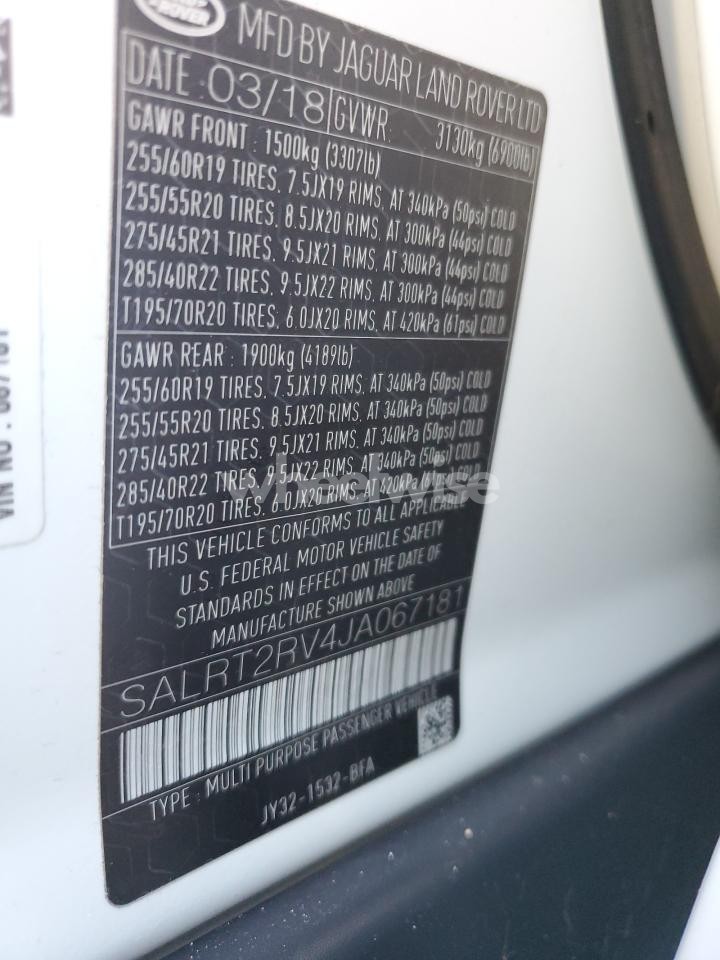 ROVER
MFD BY JAGUAR LAND ROVER LTD
DATE 03/18 GVWR 3130kg (6900lb)
GAWR FRONT : 1500kg (3307lb)
255/60R19 TIRES, 7.5JX19 RIMS, AT 340kPa (50psi) COLD
255/55R20 TIRES, 8.5JX20 RIMS, AT 300kPa (44psi) COLD
275/45R21 TIRES, 9.5JX21 RIMS, AT 300kPa (44psi) COLD
285/40R22 TIRES, 9.5JX22 RIMS, AT 300kPa (44psi) COLD
T195/70R20 TIRES, 6.0JX20 RIMS, AT 420kPa (61psi) COLD
GAWR REAR : 1900kg (4189lb)
255/60R19 TIRES, 7.5JX19 RIMS, AT 340kPa (50psi) COLD
255/55R20 TIRES, 8.5JX20 RIMS, AT 340kPa (50psi) COLD
275/45R21 TIRES, 9.5JX21 RIMS, AT 340kPa (50psi) COLD
285/40R22 TIRES, 9.5JX22 RIMS, AT 340kPa (50psi) COLD
T195/70R20 TIRES, 6.0JX20 RIMS, AT 420kPa (61psi) COLD
THIS VEHICLE CONFORMS TO ALL APPLICABLE
U.S. FEDERAL MOTOR VEHICLE SAFETY
STANDARDS IN EFFECT ON THE DATE OF
MANUFACTURE SHOWN ABOVE
SALRT2RV4JA067181
TYPE : MULTI PURPOSE PASSENGER VEHICLE
JY32-1532-BFA
VIN NO : 067181
wheelwise